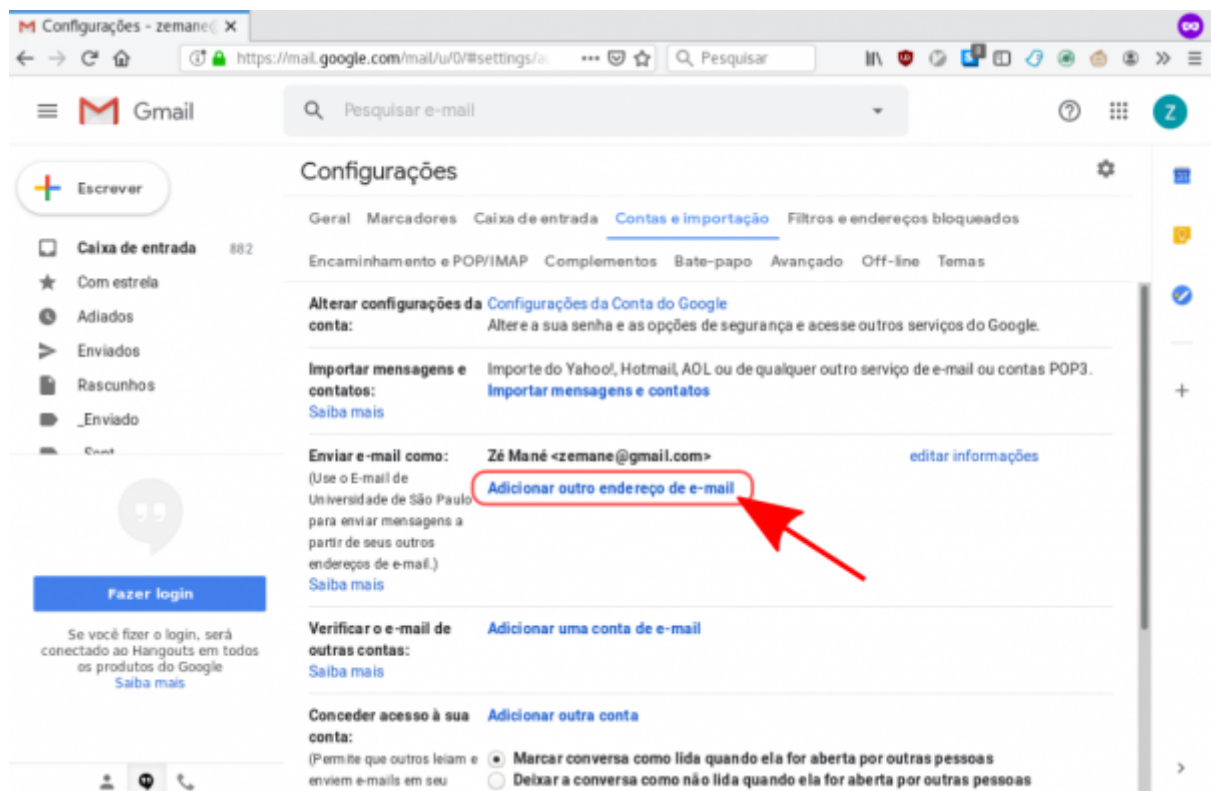 Configurações - zemane(
https://mail.google.com/mail/u/0/#settings/a
Pesquisar
Gmail
Pesquisar e-mail
Z
Escrever
Caixa de entrada 882
Com estrela
Adiados
Enviados
Rascunhos
_Enviado
_Sent
Fazer login
Se você fizer o login, será
conectado ao Hangouts em todos
os produtos do Google
Saiba mais
Configurações
Geral Marcadores Caixa de entrada Contas e importação Filtros e endereços bloqueados
Encaminhamento e POP/IMAP Complementos Bate-papo Avançado Off-line Temas
Alterar configurações da Configurações da Conta do Google
conta: Altere a sua senha e as opções de segurança e acesse outros serviços do Google.
Importar mensagens e Importe do Yahoo!, Hotmail, AOL ou de qualquer outro serviço de e-mail ou contas POP3.
contatos: Importar mensagens e contatos
Saiba mais
Enviar e-mail como: Zé Mané <zemane@gmail.com> editar informações
(Use o E-mail de
Adicionar outro endereço de e-mail
Universidade de São Paulo
para enviar mensagens a
partir de seus outros
endereços de e-mail.)
Saiba mais
Verificar o e-mail de Adicionar uma conta de e-mail
outras contas:
Saiba mais
Conceder acesso à sua Adicionar outra conta
conta:
(Permite que outros leiam e Marcar conversa como lida quando ela for aberta por outras pessoas
enviem e-mails em seu Deixar a conversa como não lida quando ela for aberta por outras pessoas